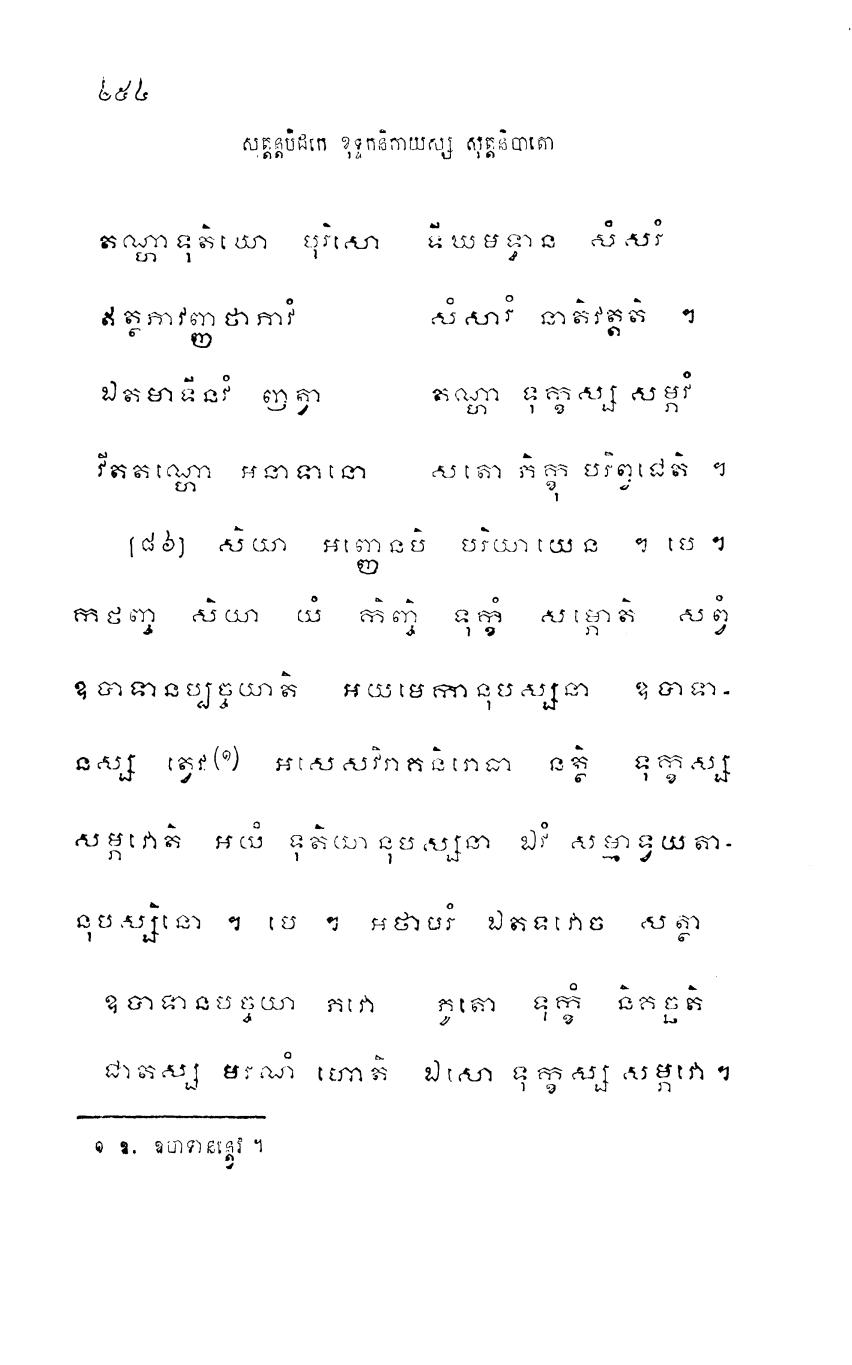 ៤៥៤
សុត្តន្តបិដកេ ខុទ្ទកនិកាយស្ស សុត្តនិបាតោ
តណ្ហាទុតិយោ បុរិសោ ទីឃមទ្ធាន សំសរំ
ឥត្ថភាវញ្ញថាភាវំ សំសារំ នាតិវត្តតិ ។
ឯតមាទីនវំ ញត្វា តណ្ហា ទុក្ខស្ស សម្ភវំ
វីតតណ្ហោ អនាទានោ សតោ ភិក្ខុ បរិព្វជេតិ ។
[៨៦] សិយា អញ្ញេនបិ បរិយាយេន ។ បេ ។
កថញ្ច សិយា យំ កិញ្ចិ ទុក្ខំ សម្ភោតិ សព្វំ
ឧបាទានប្បច្ចយាតិ អយមេកានុបស្សនា ឧបាទា-
នស្ស ត្វេវ(១) អសេសវិរាគនិរោធា នត្ថិ ទុក្ខស្ស
សម្ភវោតិ អយំ ទុតិយានុបស្សនា ឯវំ សម្មាទ្វយតា-
នុបស្សិនោ ។ បេ ។ អថាបរំ ឯតទវោច សត្ថា
ឧបាទានបច្ចយា ភវោ ភូតោ ទុក្ខំ និគច្ឆតិ
ជាតស្ស មរណំ ហោតិ ឯសោ ទុក្ខស្ស សម្ភវោ ។
១ ឧ. ឧបាទានន្ត្វេវ ។